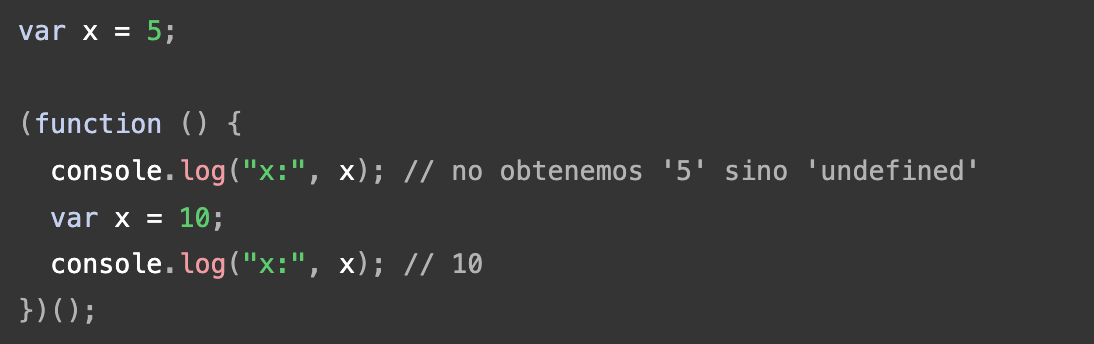 var x = 5;
(function () {
console.log("x:", x); // no obtenemos '5' sino 'undefined'
var x = 10;
console.log("x:", x); // 10
})();